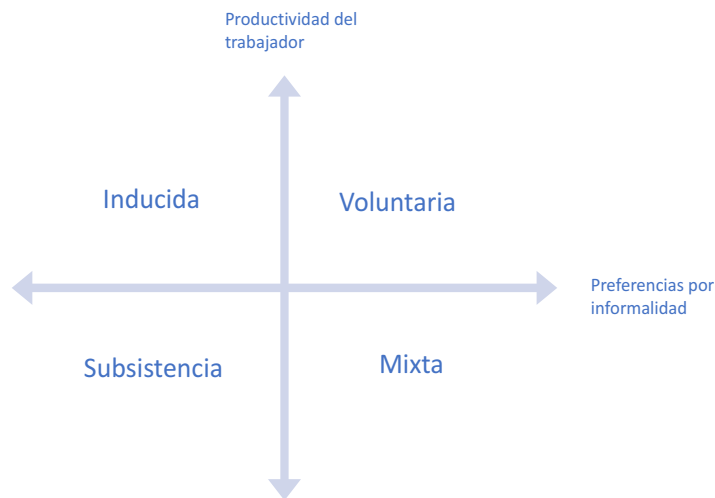 Productividad del
trabajador
Inducida
Voluntaria
Preferencias por
informalidad
Subsistencia
Mixta